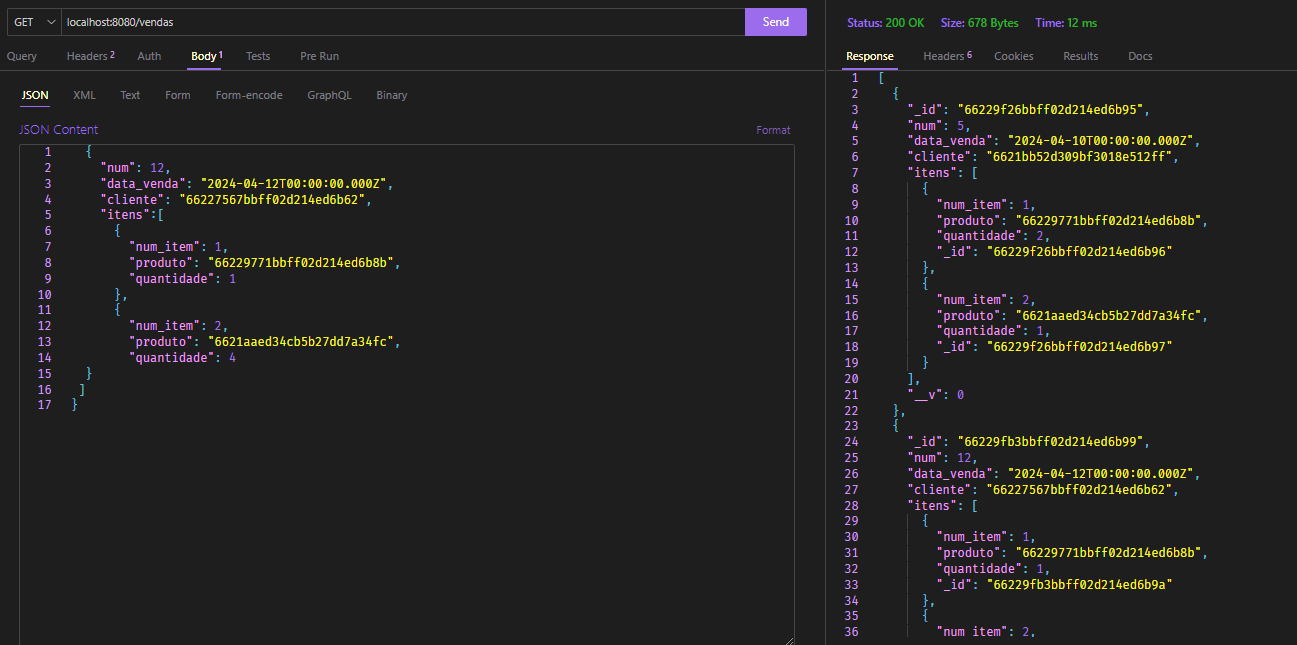 GET localhost:8080/vendas Send
Query Headers 2 Auth Body 1 Tests Pre Run
JSON XML Text Form Form-encode GraphQL Binary
JSON Content Format
1 {
2 "num": 12,
3 "data_venda": "2024-04-12T00:00:00.000Z",
4 "cliente": "66227567bbff02d214ed6b62",
5 "itens":[
6 {
7 "num_item": 1,
8 "produto": "66229771bbff02d214ed6b8b",
9 "quantidade": 1
10 },
11 {
12 "num_item": 2,
13 "produto": "6621aaed34cb5b27dd7a34fc",
14 "quantidade": 4
15 }
16 ]
17 }
Status: 200 OK Size: 678 Bytes Time: 12 ms
Response Headers 6 Cookies Results Docs
1 [
2 {
3 "_id": "66229f26bbff02d214ed6b95",
4 "num": 5,
5 "data_venda": "2024-04-10T00:00:00.000Z",
6 "cliente": "6621bb52d309bf3018e512ff",
7 "itens": [
8 {
9 "num_item": 1,
10 "produto": "66229771bbff02d214ed6b8b",
11 "quantidade": 2,
12 "_id": "66229f26bbff02d214ed6b96"
13 },
14 {
15 "num_item": 2,
16 "produto": "6621aaed34cb5b27dd7a34fc",
17 "quantidade": 1,
18 "_id": "66229f26bbff02d214ed6b97"
19 }
20 ],
21 "__v": 0
22 },
23 {
24 "_id": "66229fb3bbff02d214ed6b99",
25 "num": 12,
26 "data_venda": "2024-04-12T00:00:00.000Z",
27 "cliente": "66227567bbff02d214ed6b62",
28 "itens": [
29 {
30 "num_item": 1,
31 "produto": "66229771bbff02d214ed6b8b",
32 "quantidade": 1,
33 "_id": "66229fb3bbff02d214ed6b9a"
34 },
35 {
36 "num_item": 2,